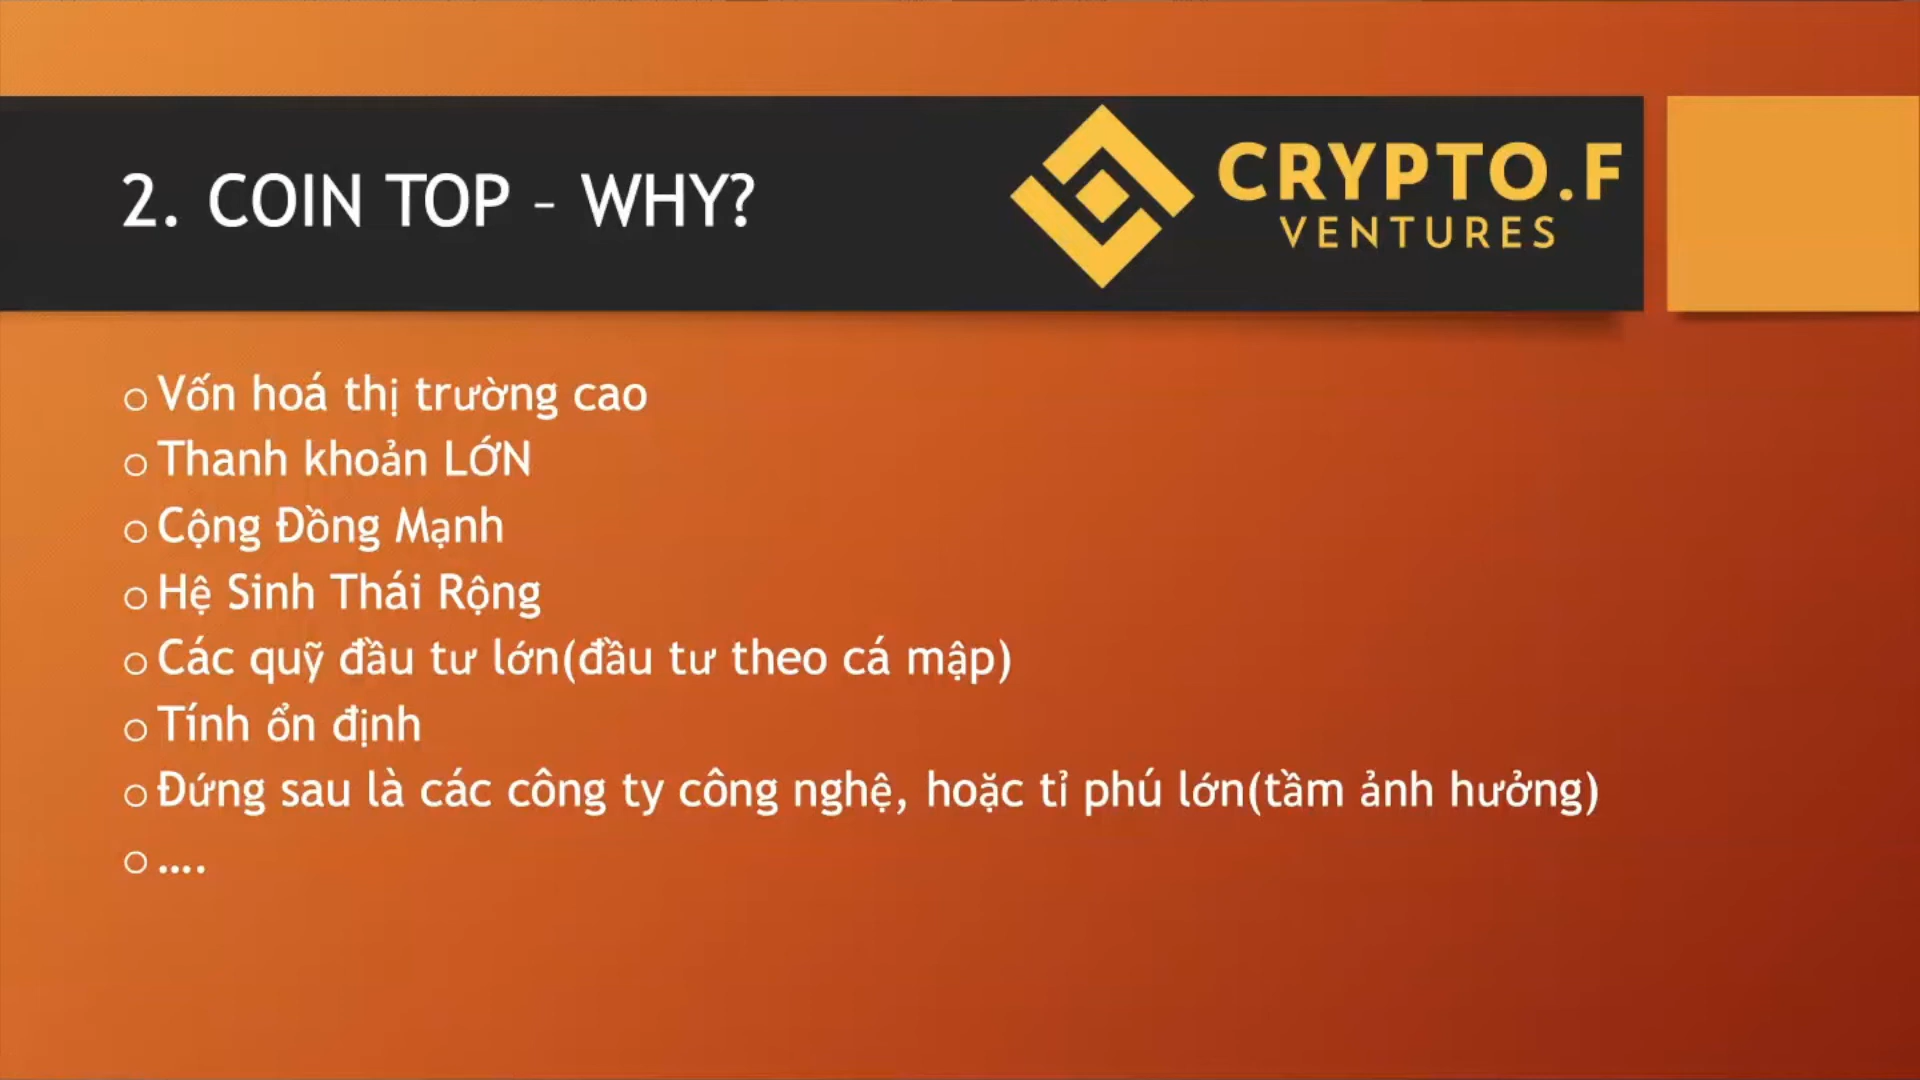 2. COIN TOP – WHY?
CRYPTO.F
VENTURES
o Vốn hoá thị trường cao
o Thanh khoản LỚN
o Cộng Đồng Mạnh
o Hệ Sinh Thái Rộng
o Các quỹ đầu tư lớn(đầu tư theo cá mập)
o Tính ổn định
o Đứng sau là các công ty công nghệ, hoặc tỉ phú lớn(tầm ảnh hưởng)
o ....